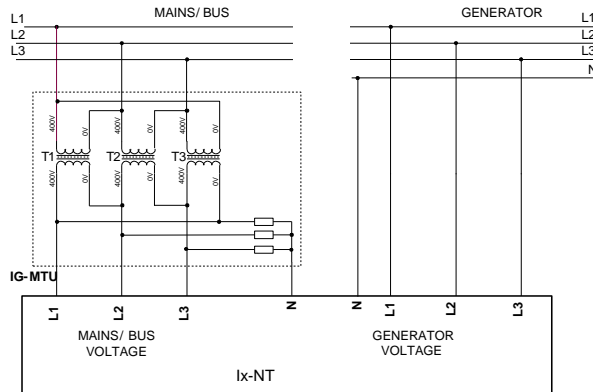 MAINS/ BUS
GENERATOR
L1
L2
L3
L1
L2
L3
N
400V
0V
400V
0V
400V
0V
T1
T2
T3
400V
0V
400V
0V
400V
0V
IG-MTU
L1
L2
L3
N
N
L1
L2
L3
MAINS/ BUS
VOLTAGE
GENERATOR
VOLTAGE
Ix-NT